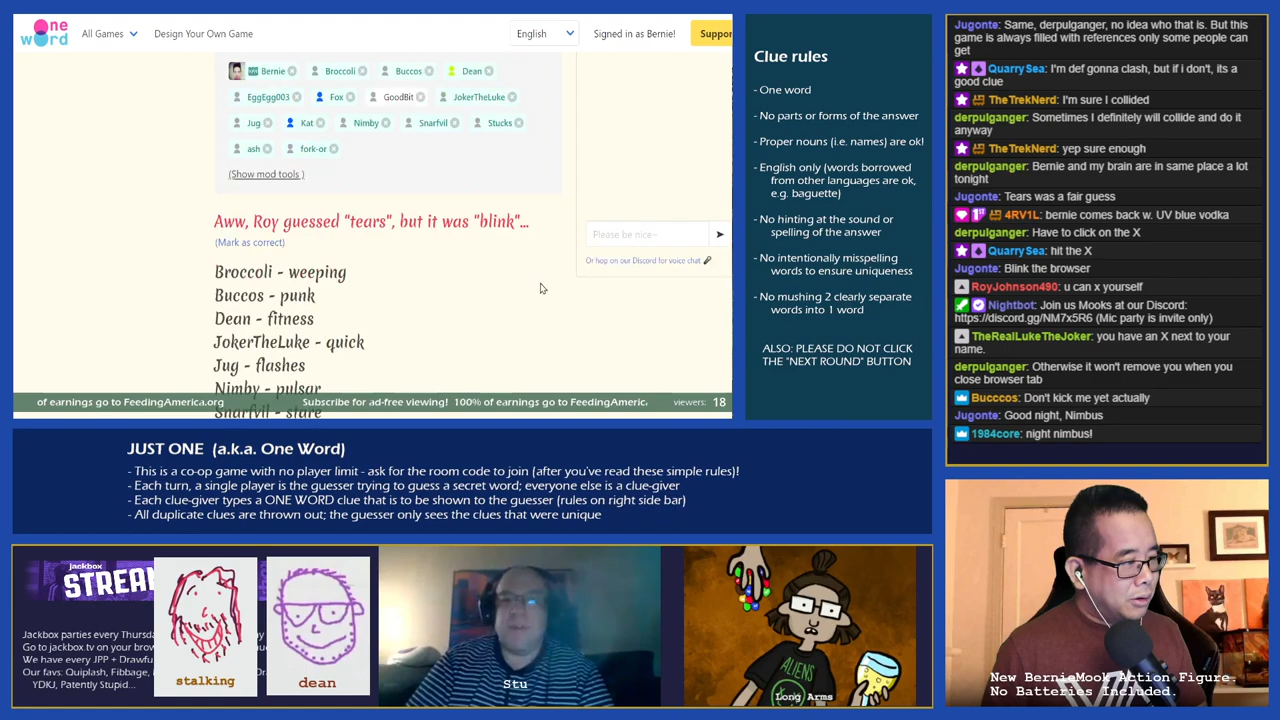 ne
w rd
All Games
Design Your Own Game
English
Signed in as Bernie!
Suppor
Bernie
Broccoli
Buccos
Dean
EggEgg003
Fox
GoodBit
JokerTheLuke
Jug
Kat
Nimby
Snarfvil
Stucks
ash
fork-or
(Show mod tools )
Aww, Roy guessed "tears", but it was "blink"...
(Mark as correct)
Broccoli - weeping
Buccos - punk
Dean - fitness
JokerTheLuke - quick
Jug - flashes
Nimby - pulsar
Snarfvil - stare
Please be nice~
Or hop on our Discord for voice chat
of earnings go to FeedingAmerica.org
Subscribe for ad-free viewing! 100% of earnings go to FeedingAmeric
viewers: 18
Clue rules
- One word
- No parts or forms of the answer
- Proper nouns (i.e. names) are ok!
- English only (words borrowed
from other languages are ok,
e.g. baguette)
- No hinting at the sound or
spelling of the answer
- No intentionally misspelling
words to ensure uniqueness
- No mushing 2 clearly separate
words into 1 word
ALSO: PLEASE DO NOT CLICK
THE "NEXT ROUND" BUTTON
JUST ONE (a.k.a. One Word)
- This is a co-op game with no player limit - ask for the room code to join (after you've read these simple rules)!
- Each turn, a single player is the guesser trying to guess a secret word; everyone else is a clue-giver
- Each clue-giver types a ONE WORD clue that is to be shown to the guesser (rules on right side bar)
- All duplicate clues are thrown out; the guesser only sees the clues that were unique
Jugonte: Same, derpulganger, no idea who that is. But this
game is always filled with references only some people can
get
QuarrySea: I'm def gonna clash, but if i don't, its a
good clue
TheTrekNerd: I'm sure I collided
derpulganger: Sometimes I definitely will collide and do it
anyway
TheTrekNerd: yep sure enough
derpulganger: Bernie and my brain are in same place a lot
tonight
Jugonte: Tears was a fair guess
4RV1L: bernie comes back w. UV blue vodka
derpulganger: Have to click on the X
QuarrySea: hit the X
Jugonte: Blink the browser
RoyJohnson490: u can x yourself
Nightbot: Join us Mooks at our Discord:
https://discord.gg/NM7x5R6 (Mic party is invite only)
TheRealLukeTheJoker: you have an X next to your
name.
derpulganger: Otherwise it won't remove you when you
close browser tab
Bucccos: Don't kick me yet actually
Jugonte: Good night, Nimbus
1984core: night nimbus!
jackbox
STREA
Jackbox parties every Thursda
Go to jackbox.tv on your brow
We have every JPP + Drawfu
Our favs: Quiplash, Fibbage,
YDKJ, Patently Stupid...
stalking
dean
Stu
ALIENS
Long Arms
New BernieMook Action Figure.
No Batteries Included.